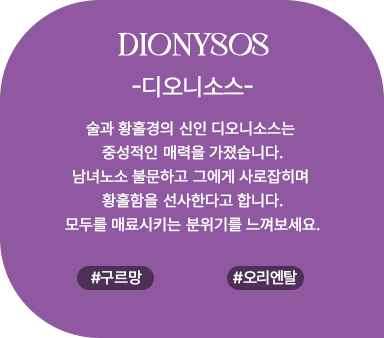 DIONYSOS
-디오니소스-
술과 황홀경의 신인 디오니소스는
중성적인 매력을 가졌습니다.
남녀노소 불문하고 그에게 사로잡히며
황홀함을 선사한다고 합니다.
모두를 매료시키는 분위기를 느껴보세요.
#구르망 #오리엔탈